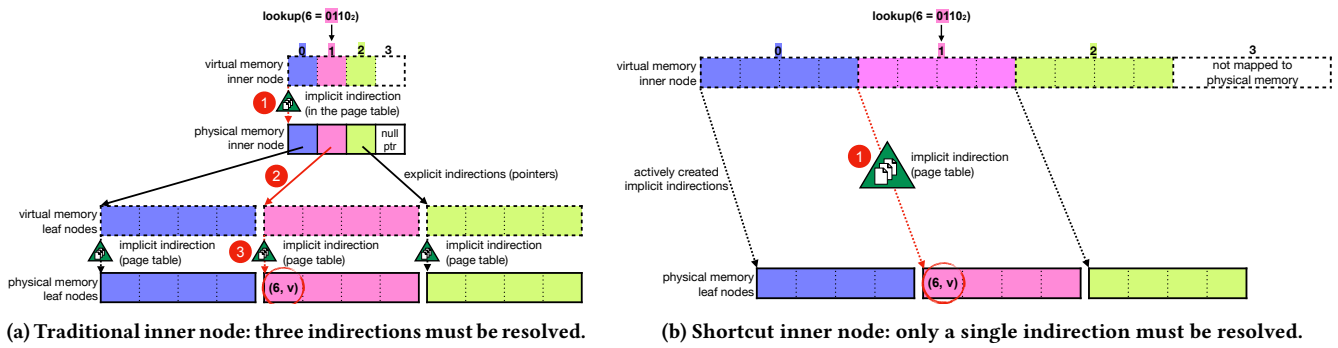 lookup(6 = 0110₂)
0 1 2 3
virtual memory
inner node
1
implicit indirection
(in the page table)
physical memory
inner node
null
ptr
2
explicit indirections (pointers)
virtual memory
leaf nodes
implicit indirection
(page table)
3
implicit indirection
(page table)
implicit indirection
(page table)
physical memory
leaf nodes
(6, v)
(a) Traditional inner node: three indirections must be resolved.
lookup(6 = 0110₂)
0 1 2 3
virtual memory
inner node
not mapped to
physical memory
1
implicit indirection
(page table)
actively created
implicit indirections
physical memory
leaf nodes
(6, v)
(b) Shortcut inner node: only a single indirection must be resolved.